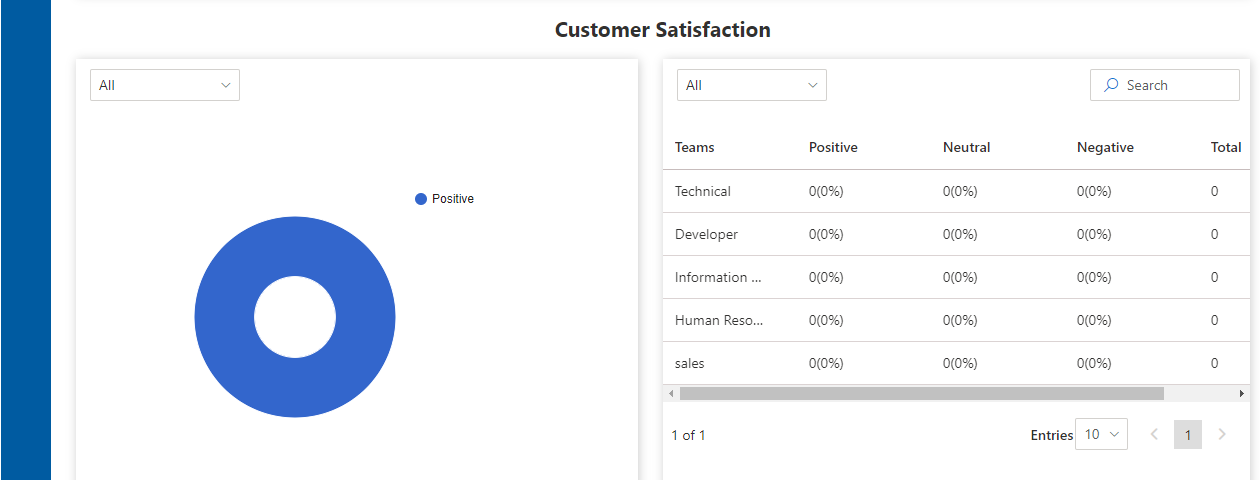 Customer Satisfaction
All
Positive
All
Search
Teams Positive Neutral Negative Total
Technical 0(0%) 0(0%) 0(0%) 0
Developer 0(0%) 0(0%) 0(0%) 0
Information ... 0(0%) 0(0%) 0(0%) 0
Human Reso... 0(0%) 0(0%) 0(0%) 0
sales 0(0%) 0(0%) 0(0%) 0
1 of 1 Entries 10 1